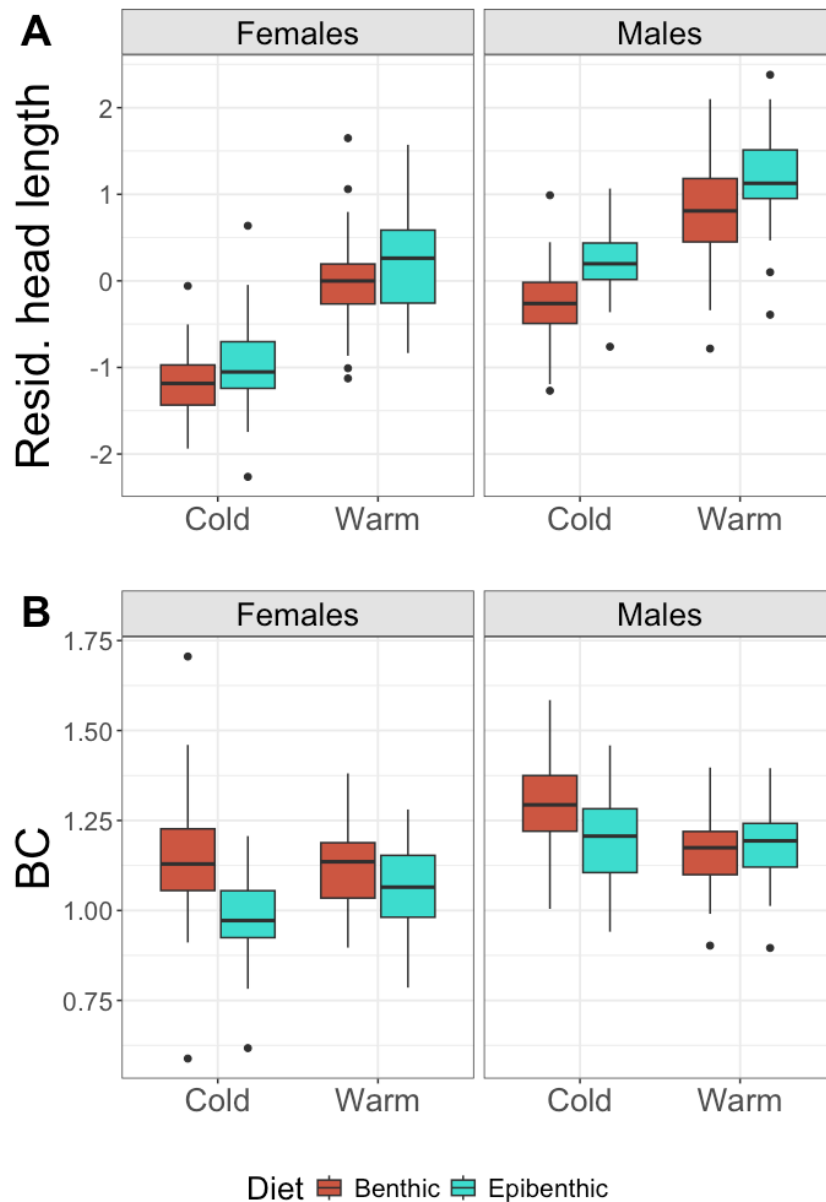 A
Females Males
Resid. head length
2
1
0
-1
-2
Cold Warm Cold Warm
B
Females Males
BC
1.75
1.50
1.25
1.00
0.75
Cold Warm Cold Warm
Diet Benthic Epibenthic